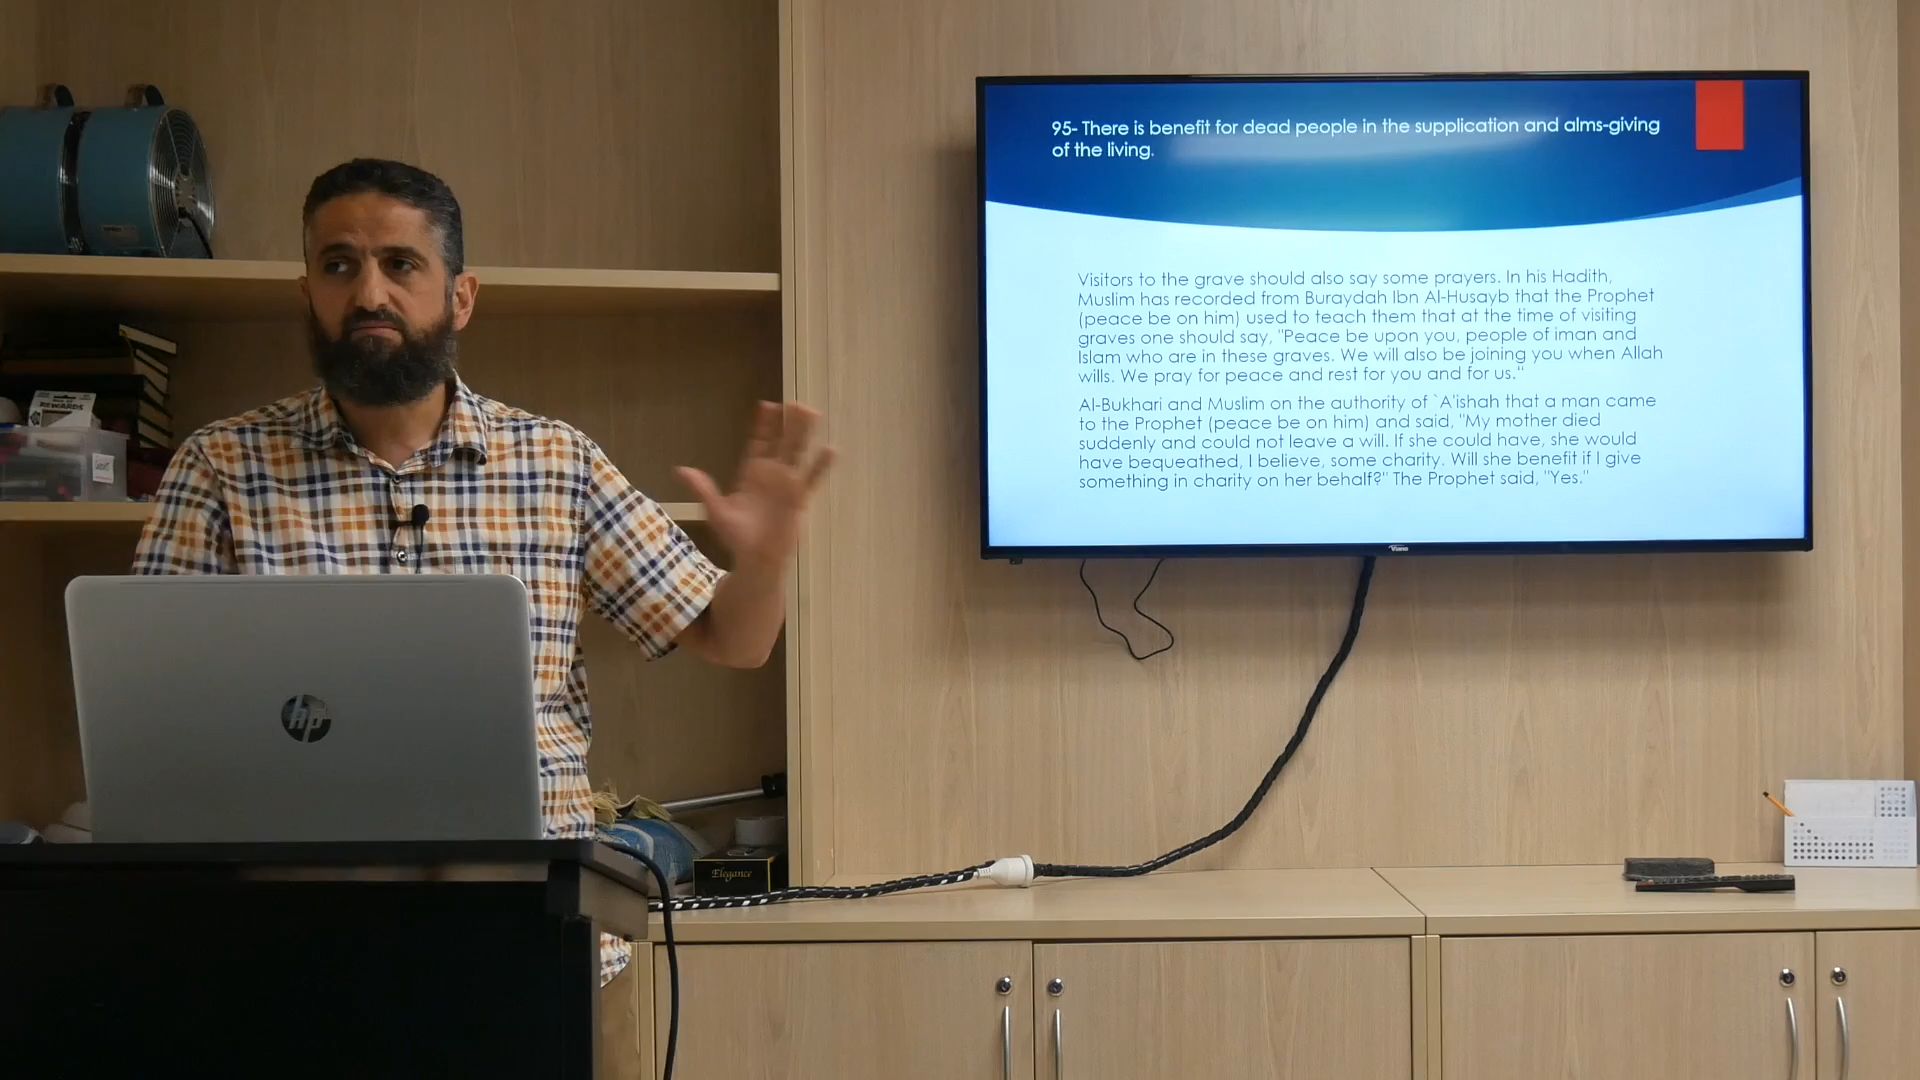 95- There is benefit for dead people in the supplication and alms-giving
of the living.
Visitors to the grave should also say some prayers. In his Hadith,
Muslim has recorded from Buraydah Ibn Al-Husayb that the Prophet
(peace be on him) used to teach them that at the time of visiting
graves one should say, "Peace be upon you, people of iman and
Islam who are in these graves. We will also be joining you when Allah
wills. We pray for peace and rest for you and for us."
Al-Bukhari and Muslim on the authority of `A'ishah that a man came
to the Prophet (peace be on him) and said, "My mother died
suddenly and could not leave a will. If she could have, she would
have bequeathed, I believe, some charity. Will she benefit if I give
something in charity on her behalf?" The Prophet said, "Yes."
Viano
REWARDS
hp
Elegance